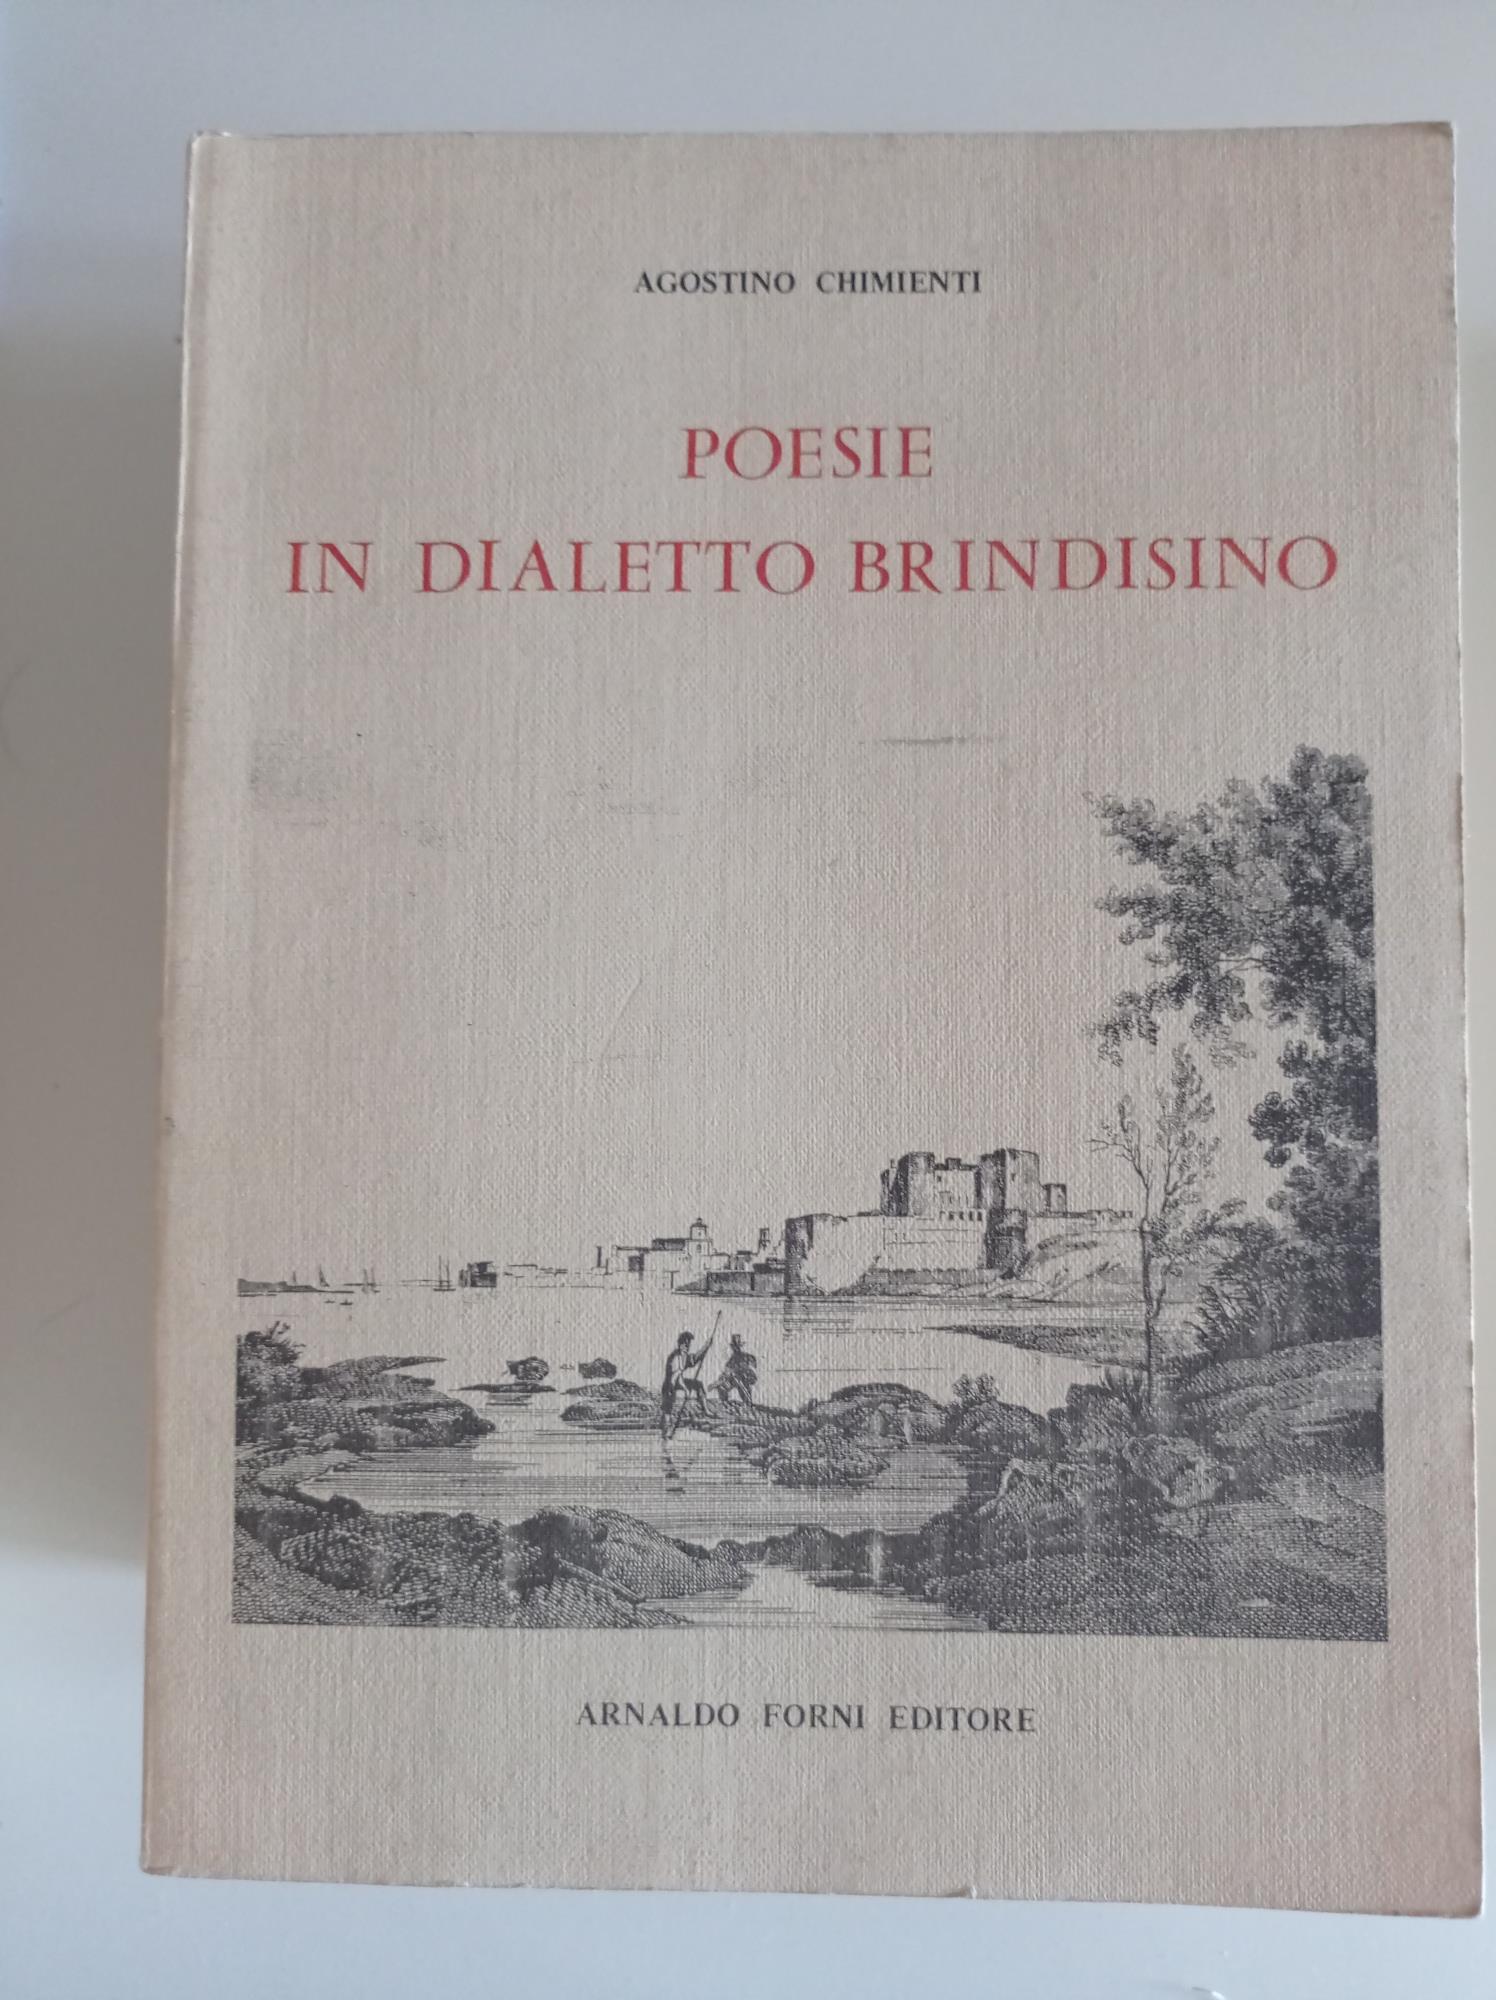 AGOSTINO CHIMIENTI
POESIE
IN DIALETTO BRINDISINO
ARNALDO FORNI EDITORE